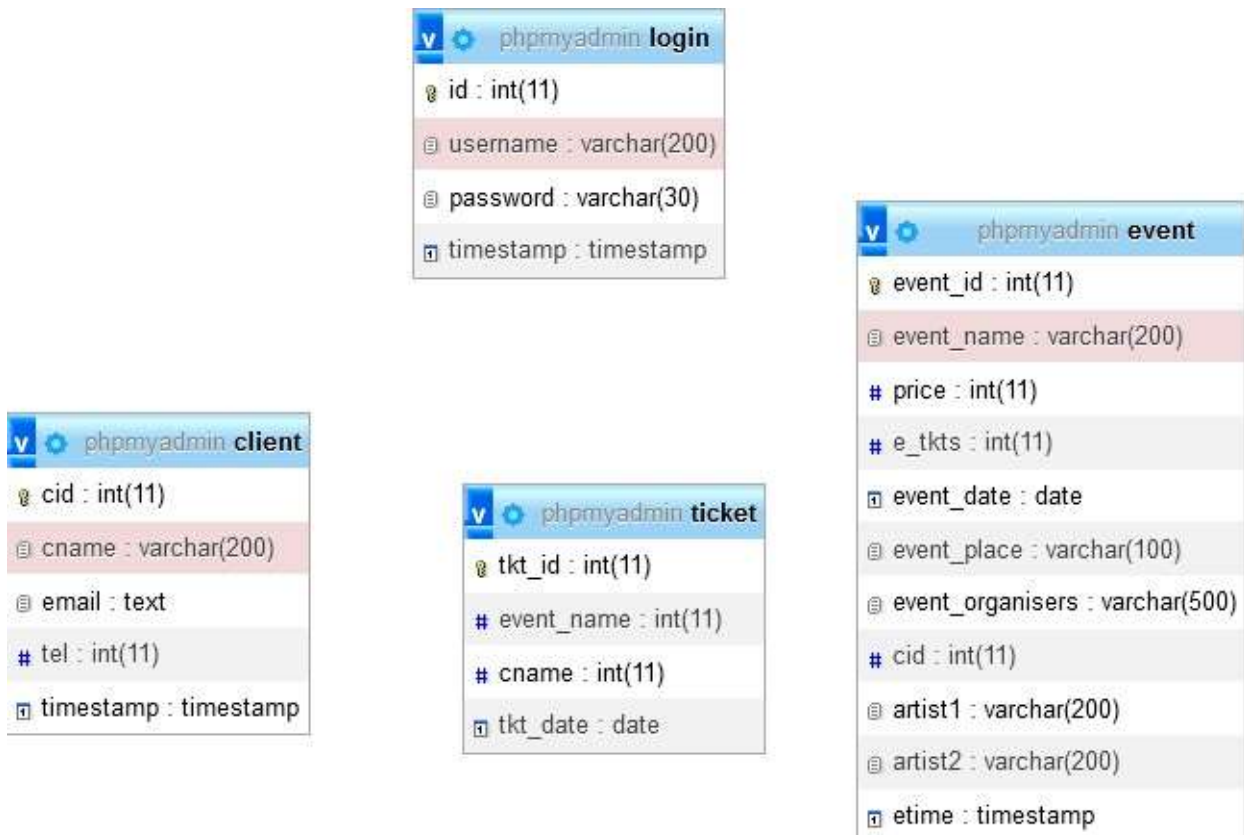 v phpmyadmin login
id : int(11)
username : varchar(200)
password : varchar(30)
timestamp : timestamp
v phpmyadmin event
event_id : int(11)
event_name : varchar(200)
# price : int(11)
# e_tkts : int(11)
event_date : date
event_place : varchar(100)
event_organisers : varchar(500)
# cid : int(11)
artist1 : varchar(200)
artist2 : varchar(200)
etime : timestamp
v phpmyadmin client
cid : int(11)
cname : varchar(200)
email : text
# tel : int(11)
timestamp : timestamp
v phpmyadmin ticket
tkt_id : int(11)
# event_name : int(11)
# cname : int(11)
tkt_date : date